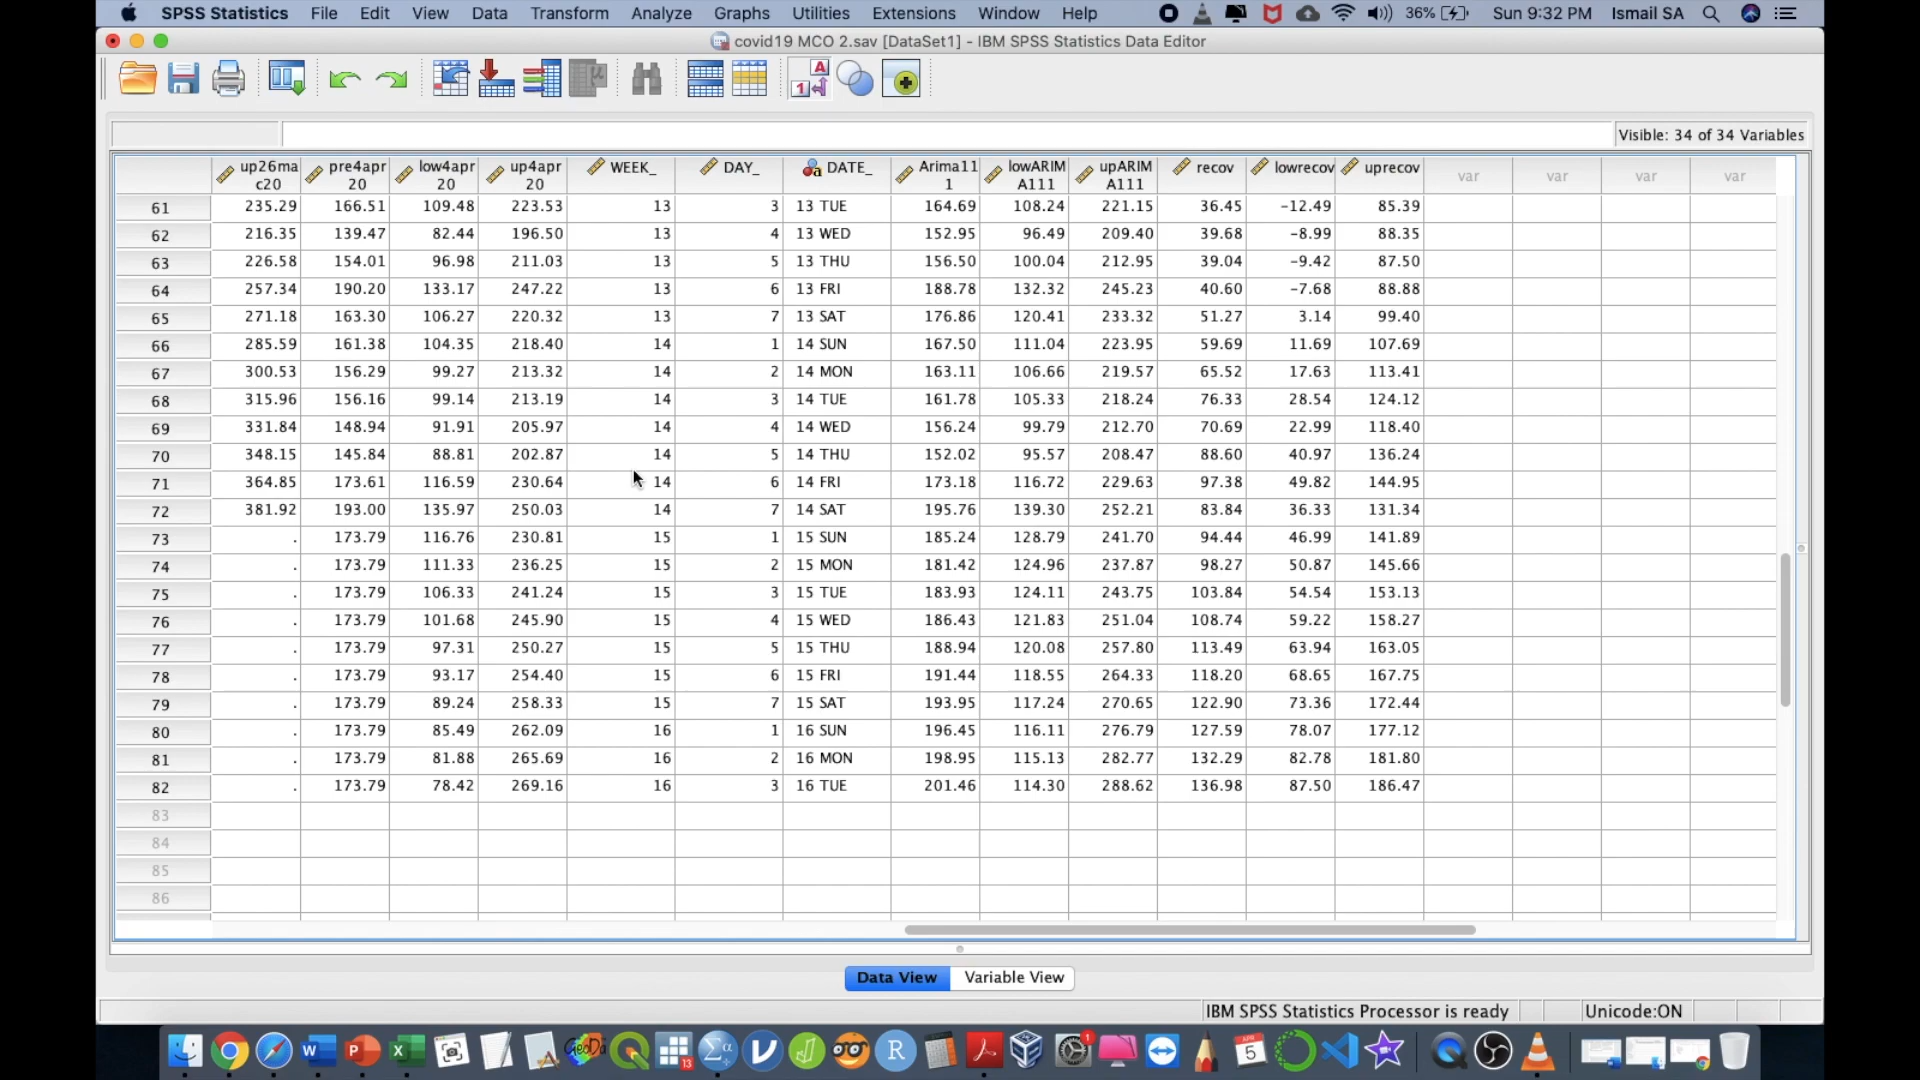 SPSS Statistics File Edit View Data Transform Analyze Graphs Utilities Extensions Window Help 36% Sun 9:32 PM Ismail SA
covid19 MCO 2.sav [DataSet1] - IBM SPSS Statistics Data Editor
Visible: 34 of 34 Variables
up26ma pre4apr low4apr up4apr WEEK_ DAY_ DATE_ Arima11 lowARIM upARIM recov lowrecov uprecov var var var var
c20 20 20 20 1 A111 A111
61 235.29 166.51 109.48 223.53 13 3 13 TUE 164.69 108.24 221.15 36.45 -12.49 85.39
62 216.35 139.47 82.44 196.50 13 4 13 WED 152.95 96.49 209.40 39.68 -8.99 88.35
63 226.58 154.01 96.98 211.03 13 5 13 THU 156.50 100.04 212.95 39.04 -9.42 87.50
64 257.34 190.20 133.17 247.22 13 6 13 FRI 188.78 132.32 245.23 40.60 -7.68 88.88
65 271.18 163.30 106.27 220.32 13 7 13 SAT 176.86 120.41 233.32 51.27 3.14 99.40
66 285.59 161.38 104.35 218.40 14 1 14 SUN 167.50 111.04 223.95 59.69 11.69 107.69
67 300.53 156.29 99.27 213.32 14 2 14 MON 163.11 106.66 219.57 65.52 17.63 113.41
68 315.96 156.16 99.14 213.19 14 3 14 TUE 161.78 105.33 218.24 76.33 28.54 124.12
69 331.84 148.94 91.91 205.97 14 4 14 WED 156.24 99.79 212.70 70.69 22.99 118.40
70 348.15 145.84 88.81 202.87 14 5 14 THU 152.02 95.57 208.47 88.60 40.97 136.24
71 364.85 173.61 116.59 230.64 14 6 14 FRI 173.18 116.72 229.63 97.38 49.82 144.95
72 381.92 193.00 135.97 250.03 14 7 14 SAT 195.76 139.30 252.21 83.84 36.33 131.34
73 . 173.79 116.76 230.81 15 1 15 SUN 185.24 128.79 241.70 94.44 46.99 141.89
74 . 173.79 111.33 236.25 15 2 15 MON 181.42 124.96 237.87 98.27 50.87 145.66
75 . 173.79 106.33 241.24 15 3 15 TUE 183.93 124.11 243.75 103.84 54.54 153.13
76 . 173.79 101.68 245.90 15 4 15 WED 186.43 121.83 251.04 108.74 59.22 158.27
77 . 173.79 97.31 250.27 15 5 15 THU 188.94 120.08 257.80 113.49 63.94 163.05
78 . 173.79 93.17 254.40 15 6 15 FRI 191.44 118.55 264.33 118.20 68.65 167.75
79 . 173.79 89.24 258.33 15 7 15 SAT 193.95 117.24 270.65 122.90 73.36 172.44
80 . 173.79 85.49 262.09 16 1 16 SUN 196.45 116.11 276.79 127.59 78.07 177.12
81 . 173.79 81.88 265.69 16 2 16 MON 198.95 115.13 282.77 132.29 82.78 181.80
82 . 173.79 78.42 269.16 16 3 16 TUE 201.46 114.30 288.62 136.98 87.50 186.47
83
84
85
86
Data View Variable View
IBM SPSS Statistics Processor is ready Unicode:ON